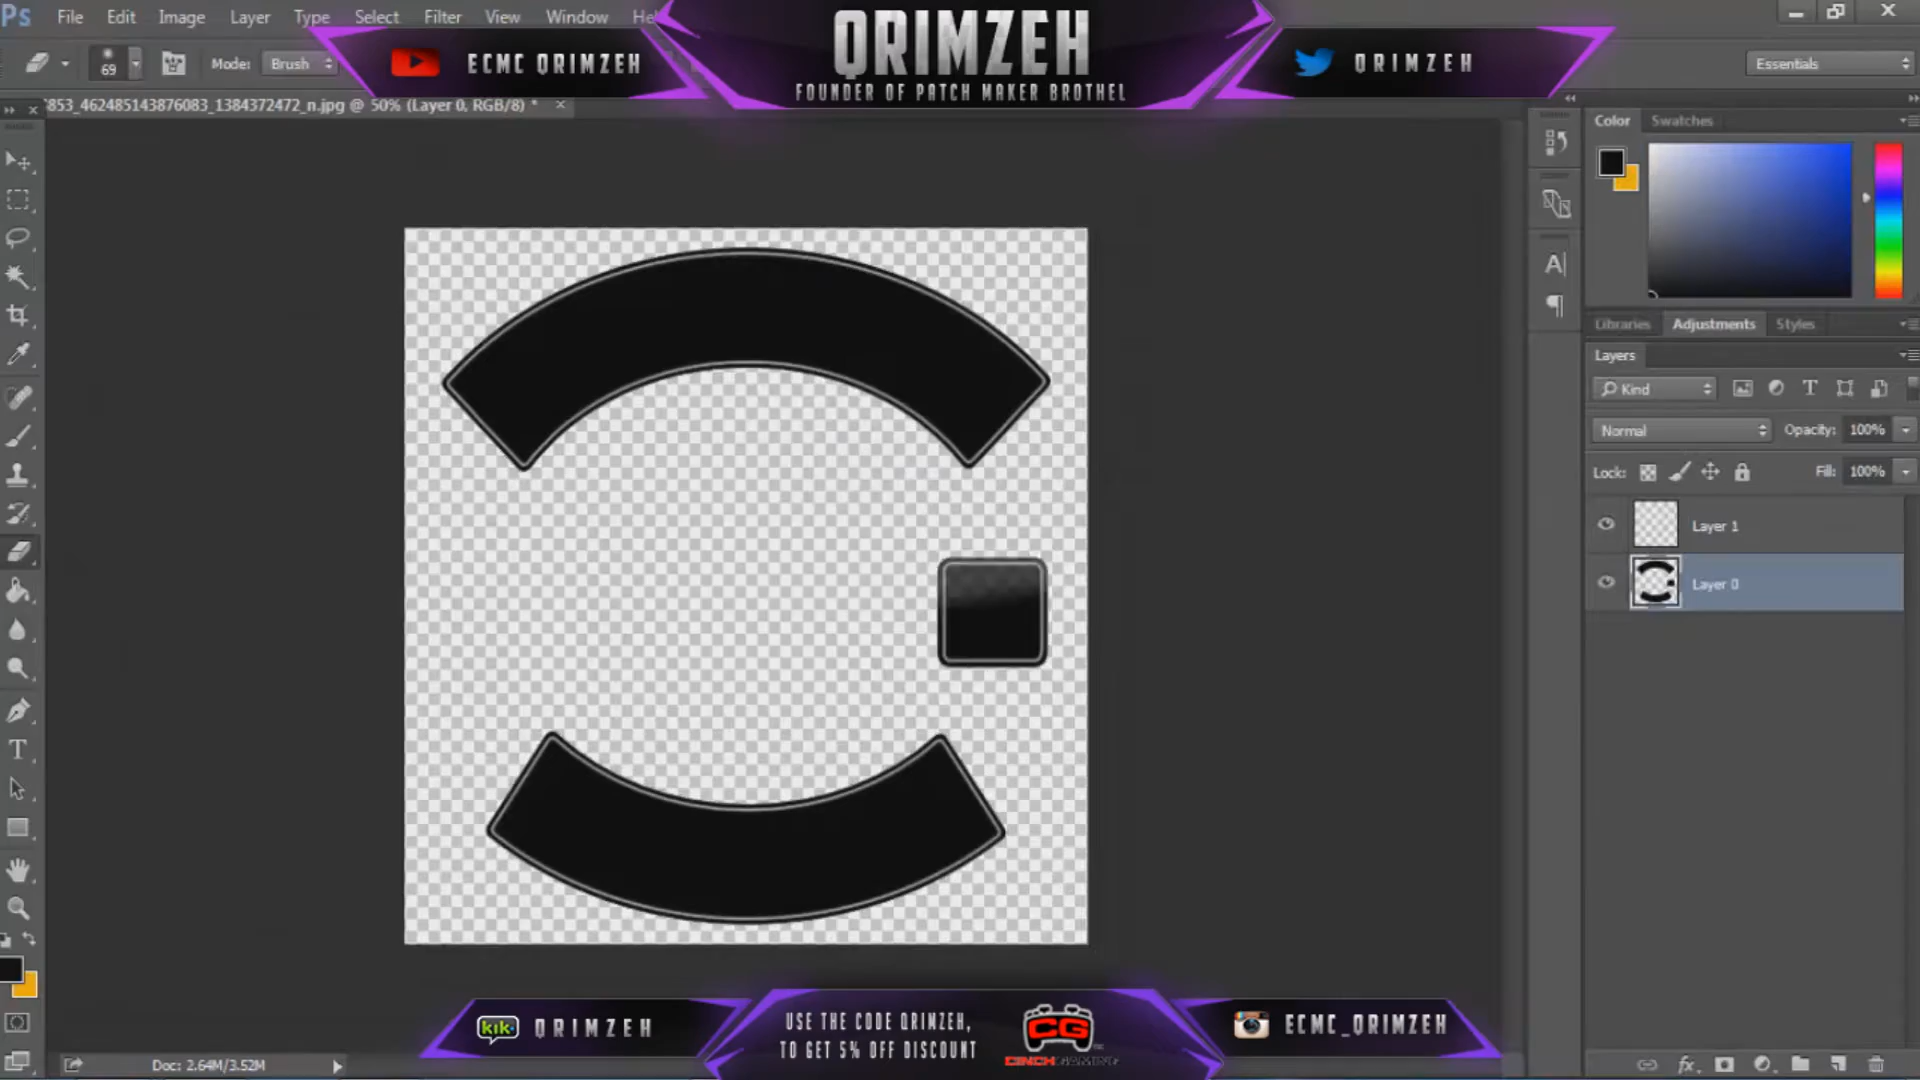 Ps File Edit Image Layer Type Select Filter View Window
QRIMZEH
FOUNDER OF PATCH MAKER BROTHEL
ECMC QRIMZEH
QRIMZEH
69 Mode: Brush
Essentials
853_462485143876083_1384372472_n.jpg @ 50% (Layer 0, RGB/8) *
Color Swatches
Libraries Adjustments Styles
Layers
Kind
Normal Opacity: 100%
Lock: Fill: 100%
Layer 1
Layer 0
kik. QRIMZEH
USE THE CODE QRIMZEH,
TO GET 5% OFF DISCOUNT
CG
CINCHGAMING
ECMC_QRIMZEH
Doc: 2.64M/3.52M